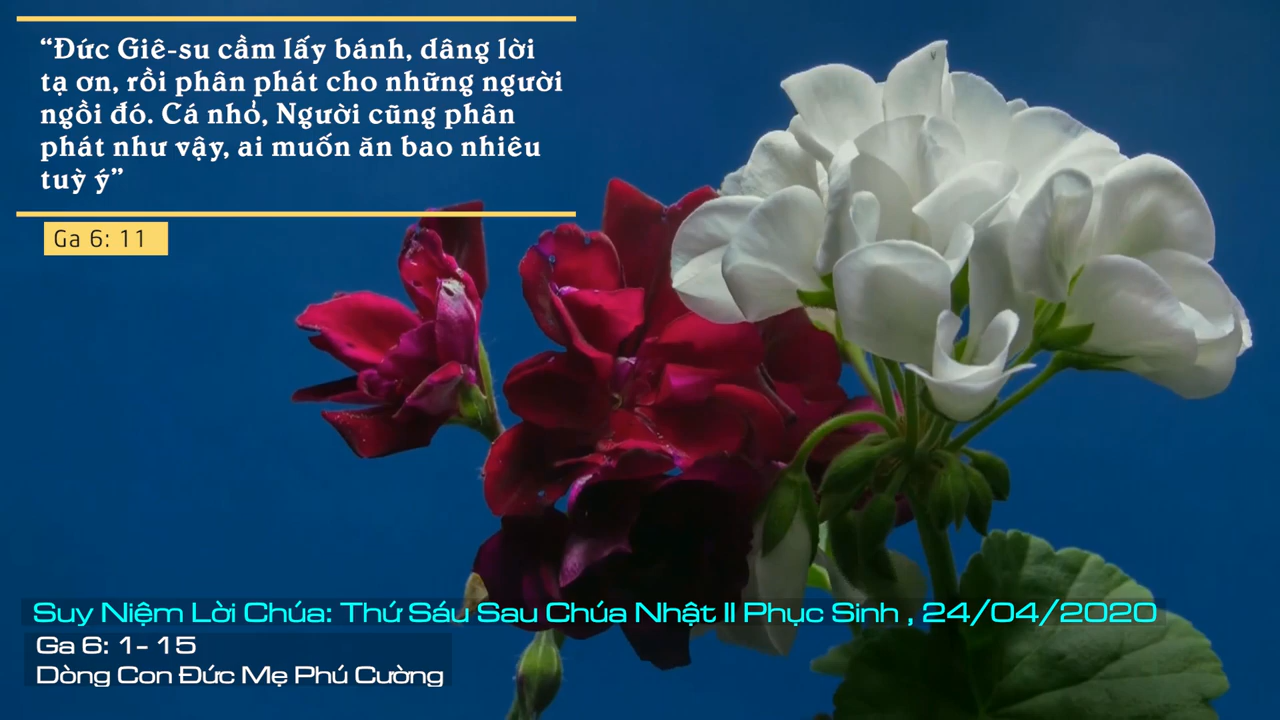 “Đức Giê-su cầm lấy bánh, dâng lời
tạ ơn, rồi phân phát cho những người
ngồi đó. Cá nhỏ, Người cũng phân
phát như vậy, ai muốn ăn bao nhiêu
tuỳ ý”
Ga 6: 11
Suy Niệm Lời Chúa: Thứ Sáu Sau Chúa Nhật II Phục Sinh , 24/04/2020
Ga 6: 1- 15
Dòng Con Đức Mẹ Phú Cường